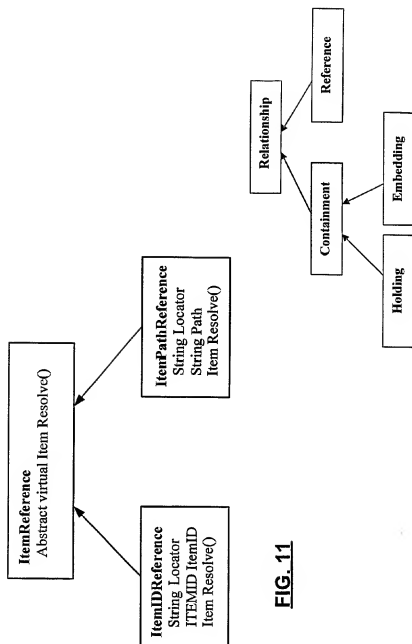 ItemReference
Abstract virtual Item Resolve()
ItemIDReference
String Locator
ITEMID ItemID
Item Resolve()
ItemPathReference
String Locator
String Path
Item Resolve()
FIG. 11
Relationship
Containment
Reference
Holding
Embedding